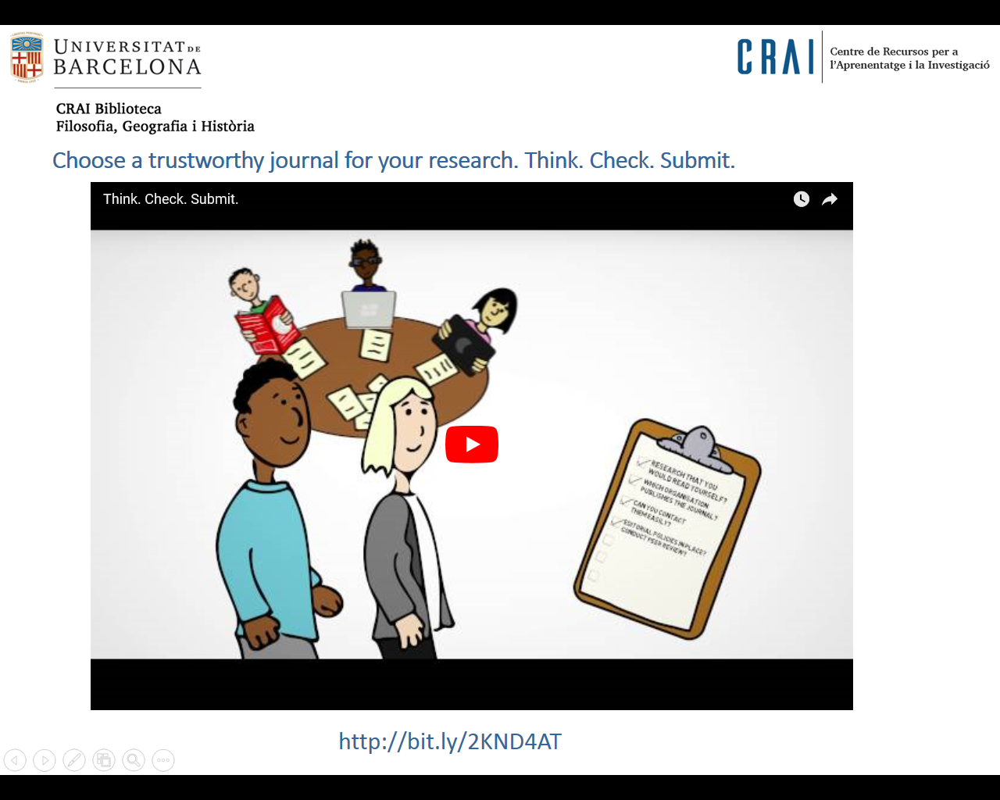 UNIVERSITAT DE
BARCELONA
CRAI
Centre de Recursos per a
l'Aprenentatge i la Investigació
CRAI Biblioteca
Filosofia, Geografia i Història
Choose a trustworthy journal for your research. Think. Check. Submit.
Think. Check. Submit.
RESEARCH THAT YOU
WOULD READ YOURSELF?
WHICH ORGANISATION
PUBLISHES THE JOURNAL?
CAN YOU CONTACT
THEM EASILY?
EDITORIAL POLICIES IN PLACE?
CONDUCT PEER REVIEW?
http://bit.ly/2KND4AT